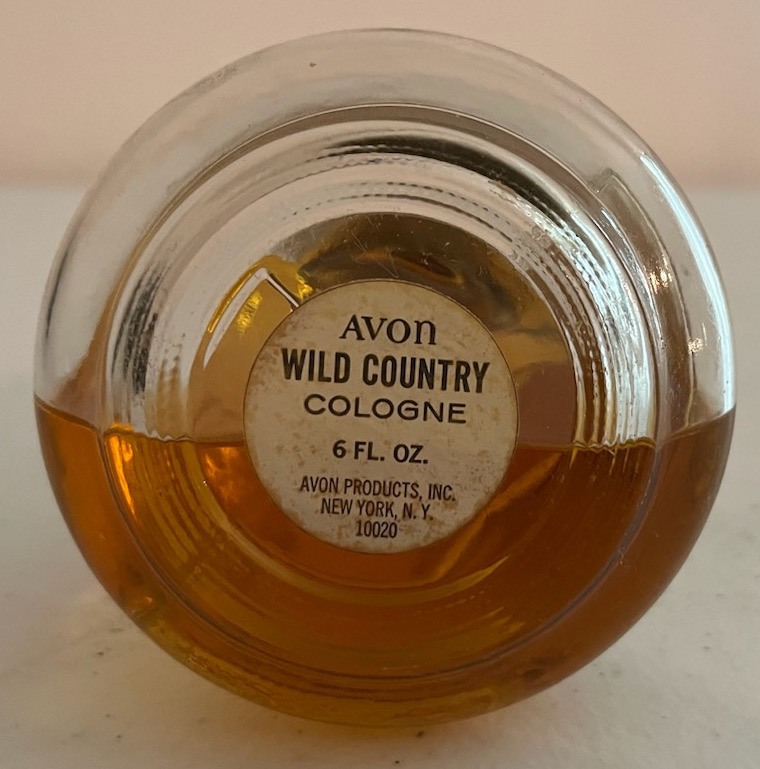 AVON
WILD COUNTRY
COLOGNE
6 FL. OZ.
AVON PRODUCTS, INC.
NEW YORK, N. Y.
10020